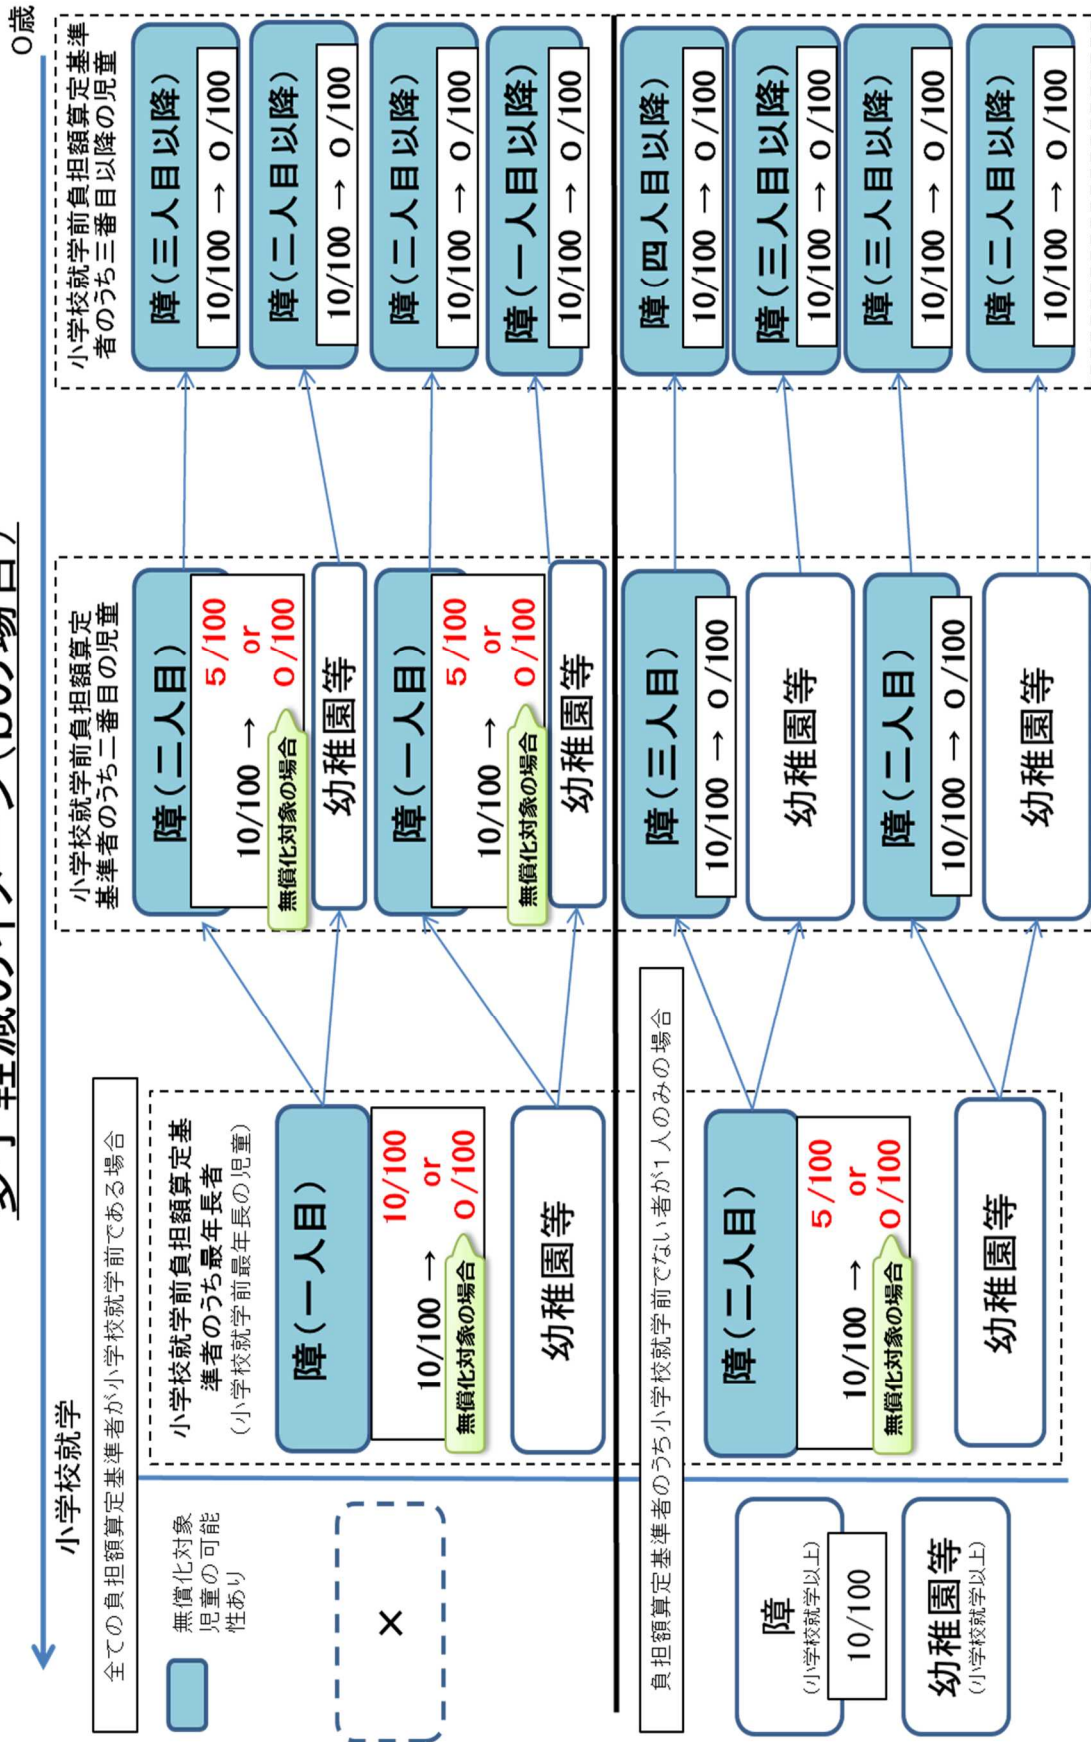 多子軽減のイメージ(bの場合)
0歳
小学校就学
全ての負担額算定基準者が小学校就学前である場合
無償化対象
児童の可能
性あり
×
小学校就学前負担額算定基
準者のうち最年長者
(小学校就学前最年長の児童)
障(一人目)
10/100 →
10/100
or
0/100
無償化対象の場合
幼稚園等
小学校就学前負担額算定
基準者のうち二番目の児童
障(二人目)
10/100 →
5/100
or
0/100
無償化対象の場合
幼稚園等
障(一人目)
10/100 →
5/100
or
0/100
無償化対象の場合
幼稚園等
小学校就学前負担額算定基準
者のうち三番目以降の児童
障(三人目以降)
10/100 → 0/100
障(二人目以降)
10/100 → 0/100
障(二人目以降)
10/100 → 0/100
障(一人目以降)
10/100 → 0/100
負担額算定基準者のうち小学校就学前でない者が1人のみの場合
障
(小学校就学以上)
10/100
幼稚園等
(小学校就学以上)
障(二人目)
10/100 →
5/100
or
0/100
無償化対象の場合
幼稚園等
障(三人目)
10/100 → 0/100
幼稚園等
障(二人目)
10/100 → 0/100
幼稚園等
障(四人目以降)
10/100 → 0/100
障(三人目以降)
10/100 → 0/100
障(三人目以降)
10/100 → 0/100
障(二人目以降)
10/100 → 0/100